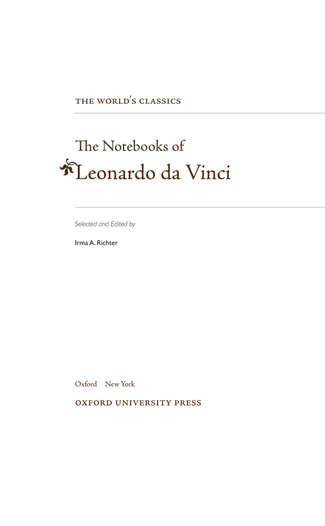 THE WORLD'S CLASSICS
The Notebooks of
Leonardo da Vinci
Selected and Edited by
Irma A. Richter
Oxford New York
OXFORD UNIVERSITY PRESS